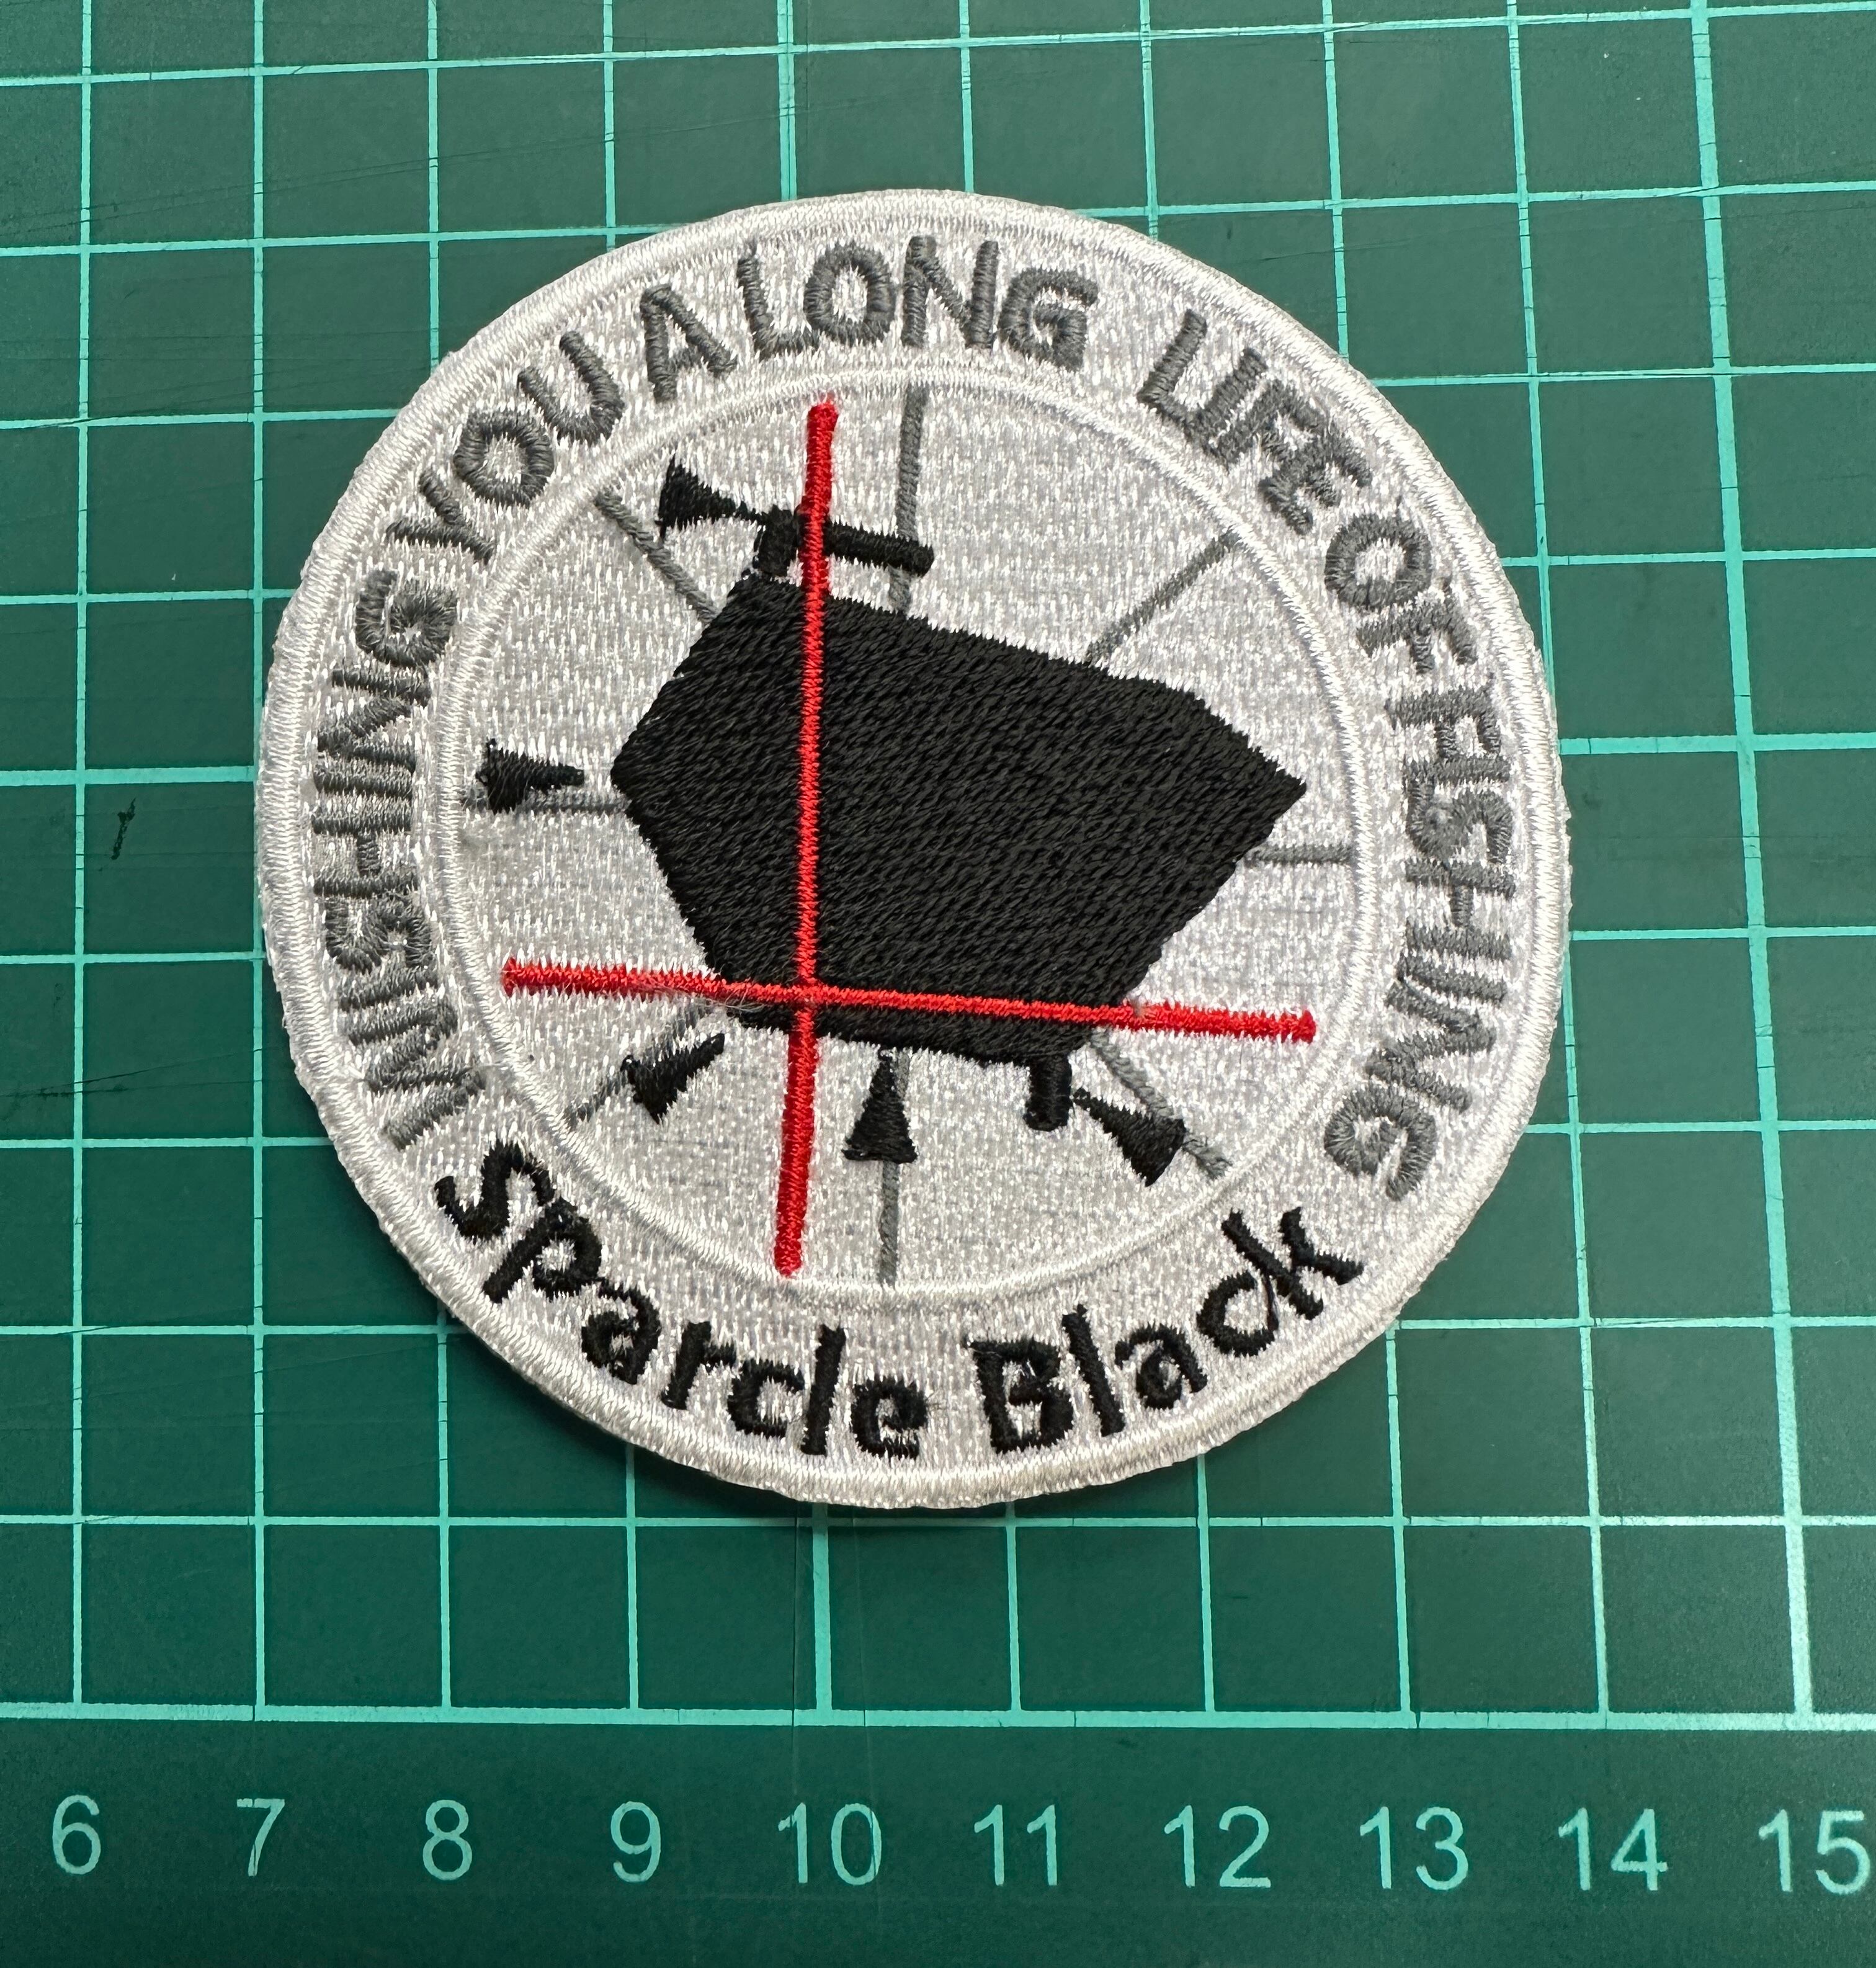 WISHING YOU A LONG LIFE OF FISHING
Sparcle Black
6 7 8 9 10 11 12 13 14 15